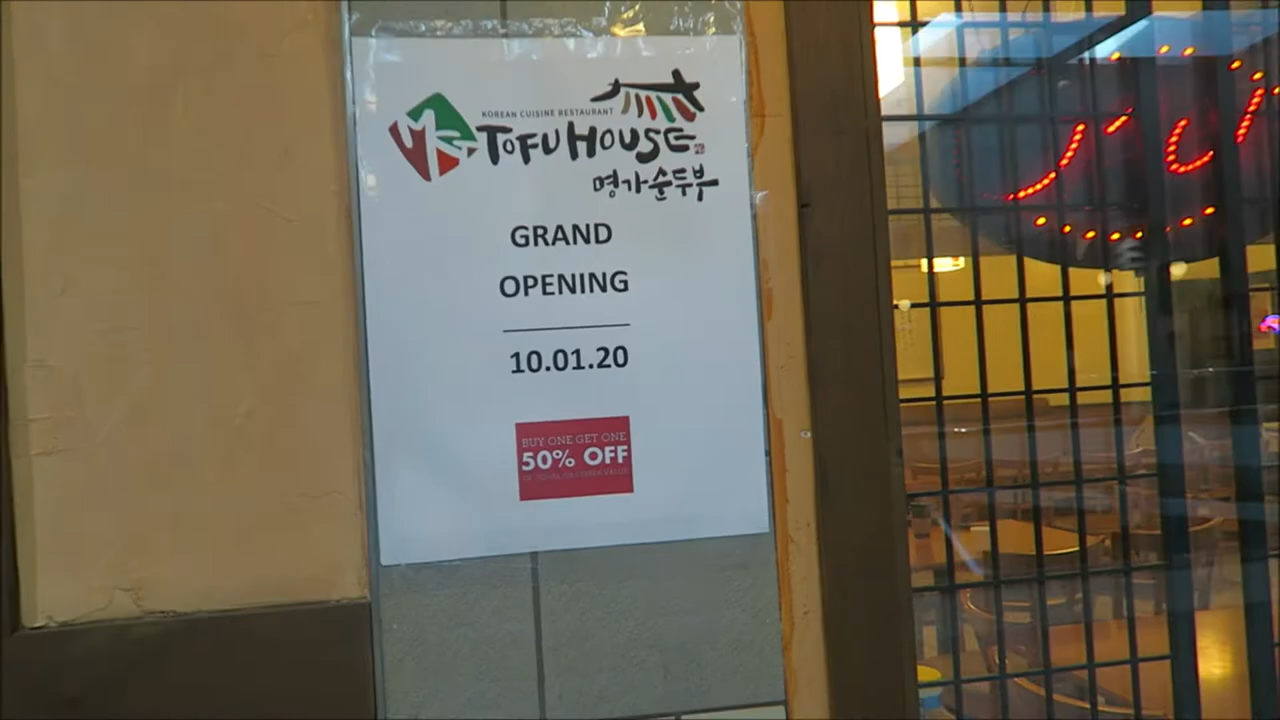 KOREAN CUISINE RESTAURANT
TOFU HOUSE
명가순두부
GRAND
OPENING
10.01.20
BUY ONE GET ONE
50% OFF